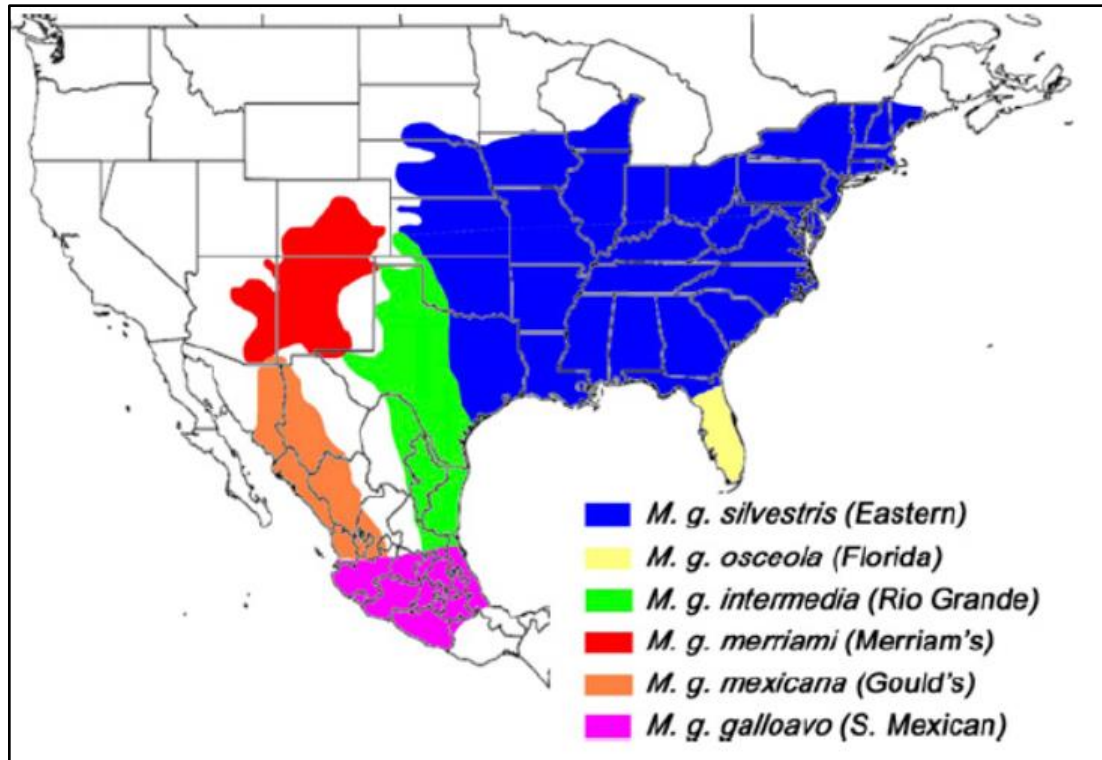 M. g. silvestris (Eastern)
M. g. osceola (Florida)
M. g. intermedia (Rio Grande)
M. g. merriami (Merriam's)
M. g. mexicana (Gould's)
M. g. galloavo (S. Mexican)